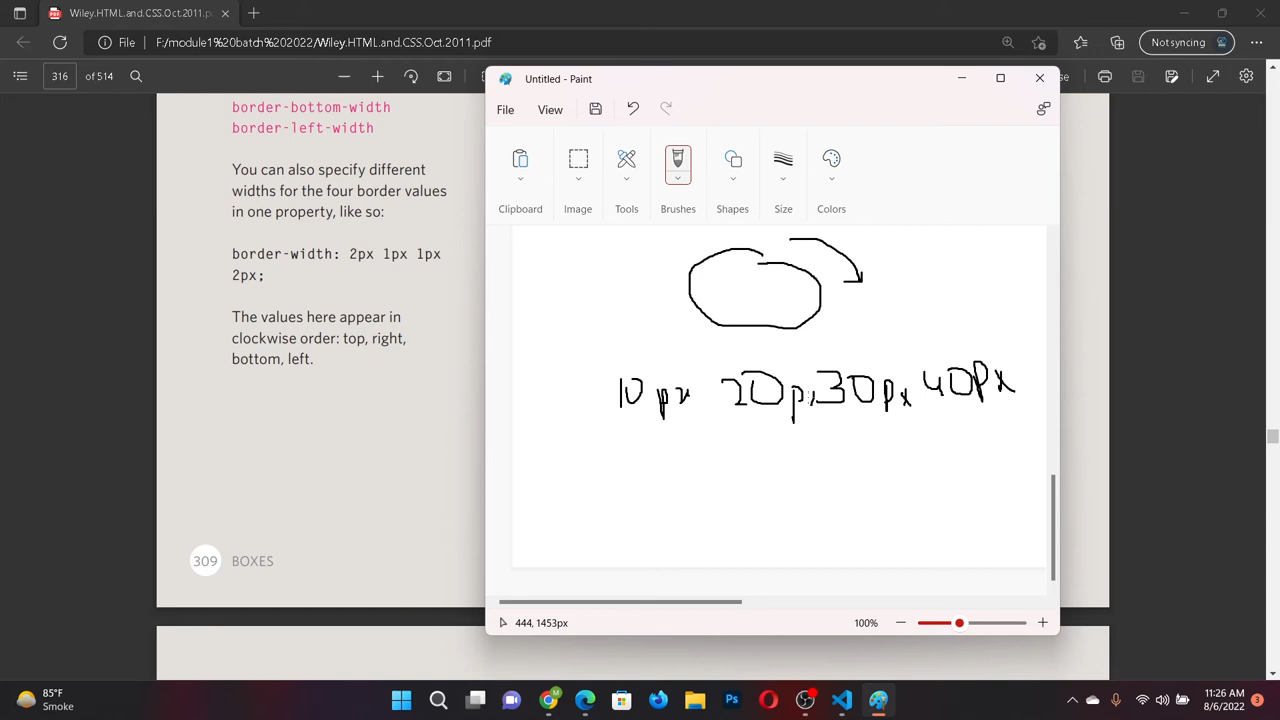 Wiley.HTML.and.CSS.Oct.2011.p
File
F:/module1%20batch%202022/Wiley.HTML.and.CSS.Oct.2011.pdf
Not syncing
316 of 514
border-bottom-width
border-left-width
You can also specify different
widths for the four border values
in one property, like so:
border-width: 2px 1px 1px
2px;
The values here appear in
clockwise order: top, right,
bottom, left.
309 BOXES
Untitled - Paint
File View
Clipboard Image Tools Brushes Shapes Size Colors
10 px 20 px 30px 40Px
444, 1453px
100%
85°F
Smoke
11:26 AM
8/6/2022
3